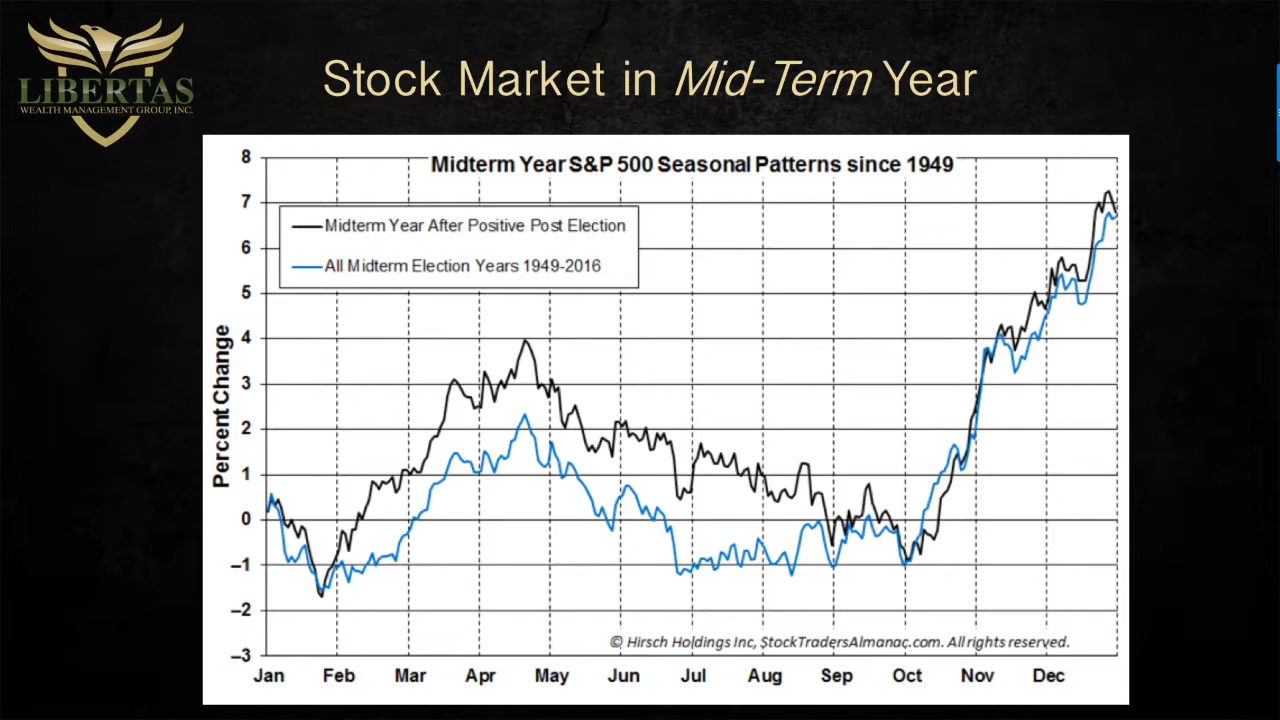 LIBERTAS
WEALTH MANAGEMENT GROUP, INC.
Stock Market in Mid-Term Year
Midterm Year S&P 500 Seasonal Patterns since 1949
Midterm Year After Positive Post Election
All Midterm Election Years 1949-2016
Percent Change
8
7
6
5
4
3
2
1
0
–1
–2
–3
© Hirsch Holdings Inc, StockTradersAlmanac.com. All rights reserved.
Jan Feb Mar Apr May Jun Jul Aug Sep Oct Nov Dec